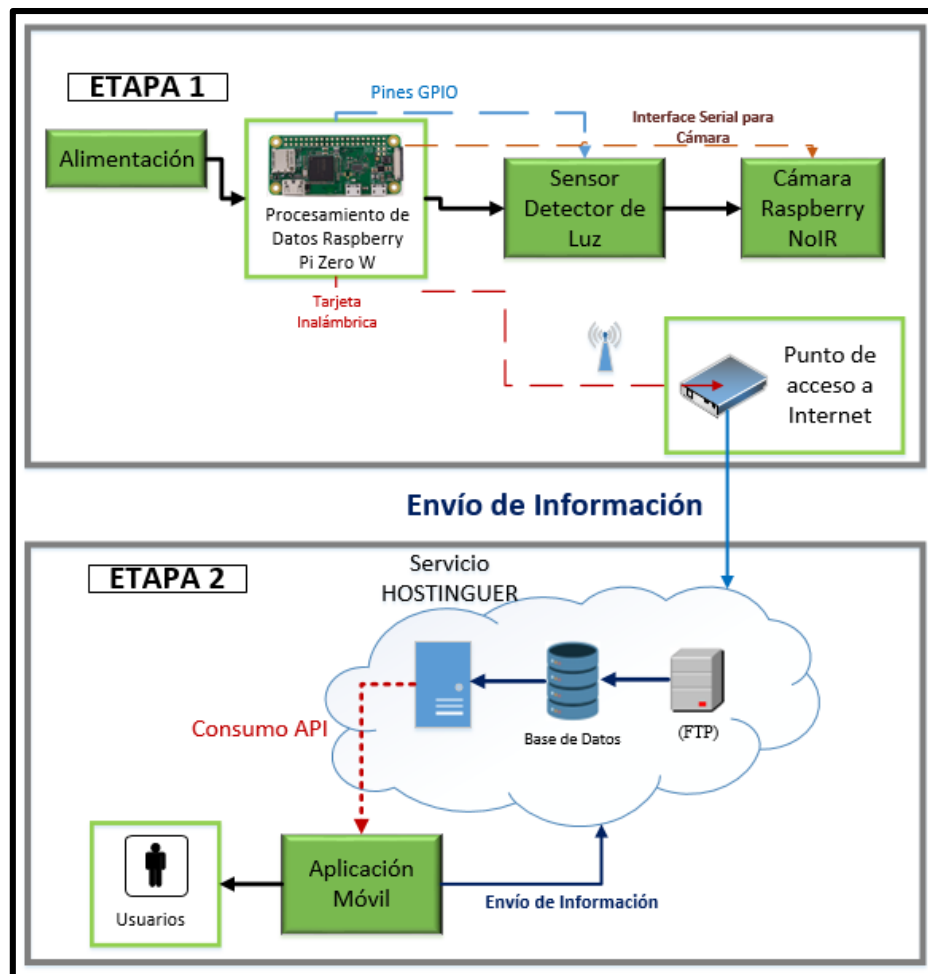 ETAPA 1
Pines GPIO
Interface Serial para
Cámara
Alimentación
Procesamiento de
Datos Raspberry
Pi Zero W
Sensor
Detector de
Luz
Cámara
Raspberry
NoIR
Tarjeta
Inalámbrica
Punto de
acceso a
Internet
Envío de Información
ETAPA 2
Servicio
HOSTINGUER
Consumo API
Base de Datos
(FTP)
Usuarios
Aplicación
Móvil
Envío de Información